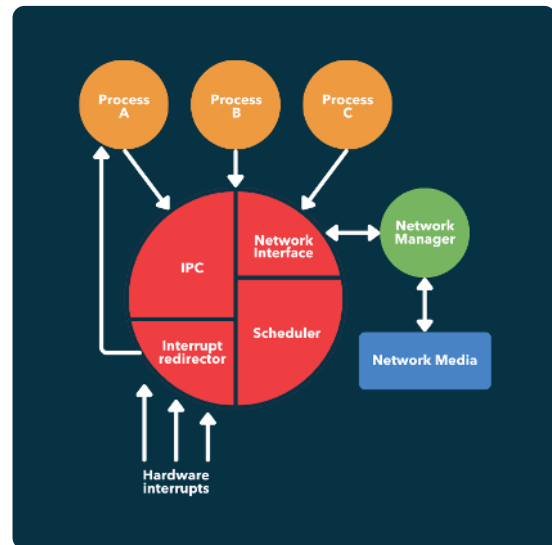 Process
A
Process
B
Process
C
IPC
Network
Interface
Network
Manager
Interrupt
redirector
Scheduler
Network Media
Hardware
interrupts